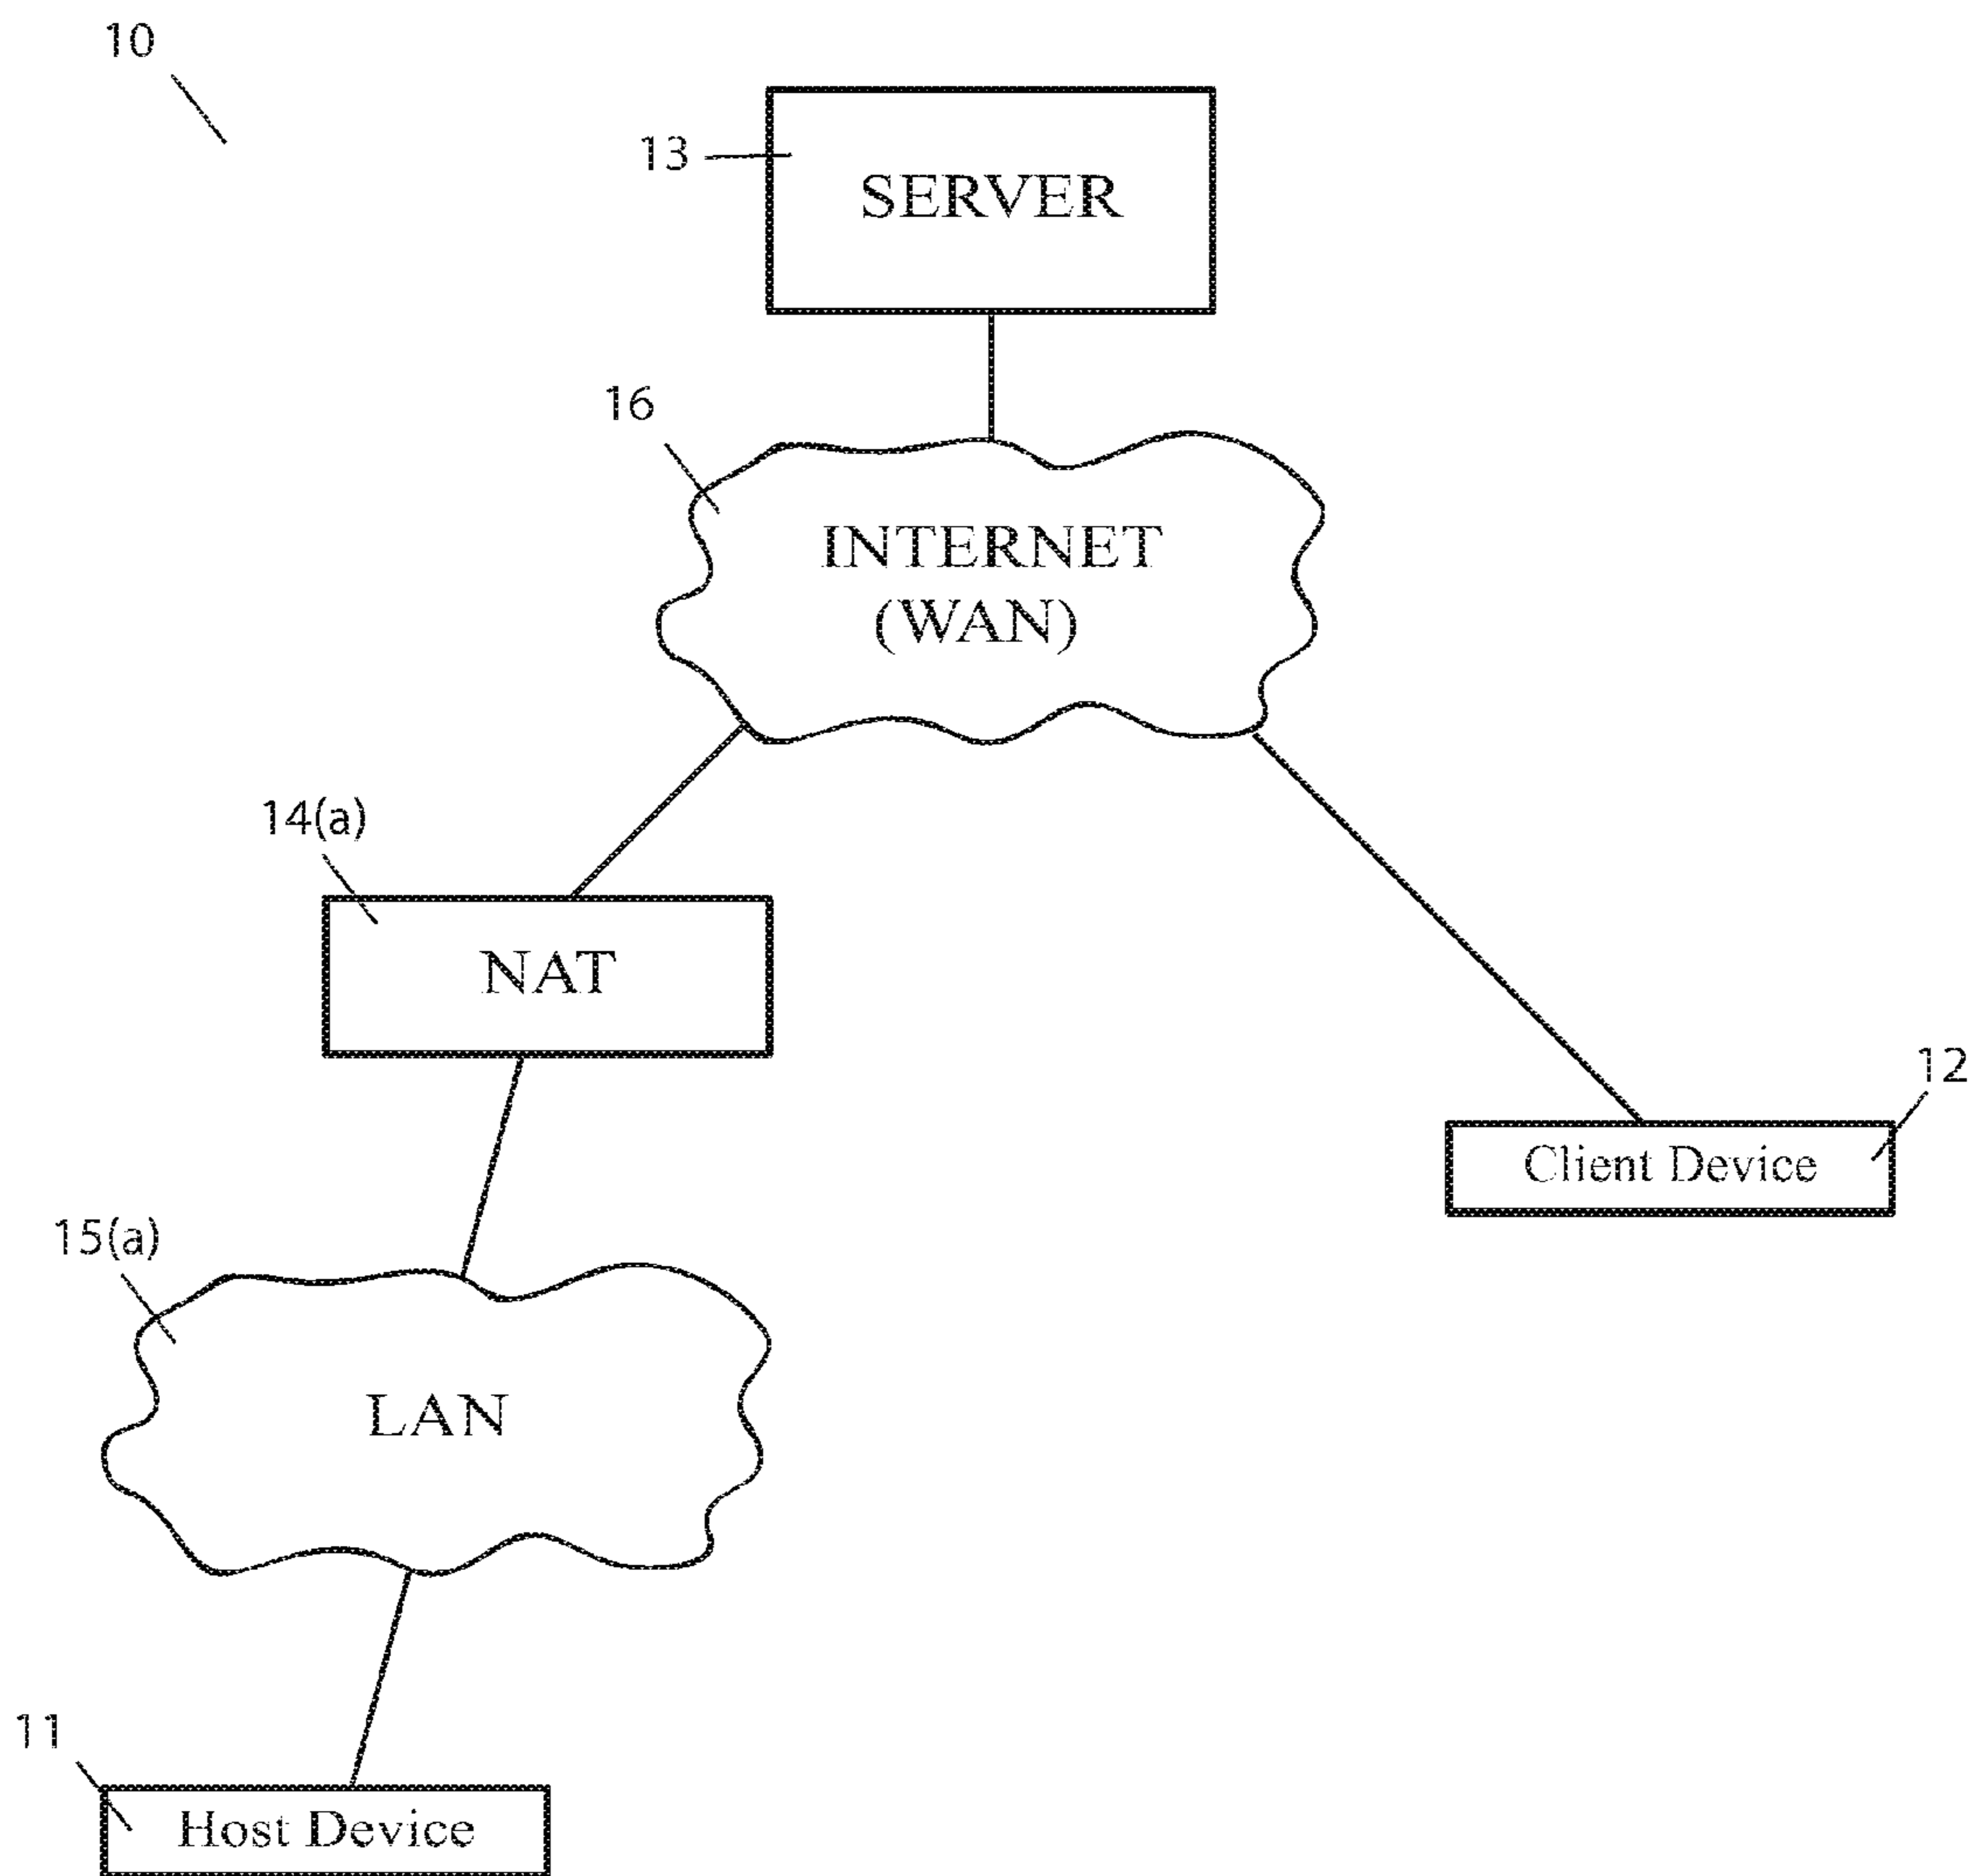 10
13
SERVER
16
INTERNET
(WAN)
14(a)
NAT
12
Client Device
15(a)
LAN
11
Host Device